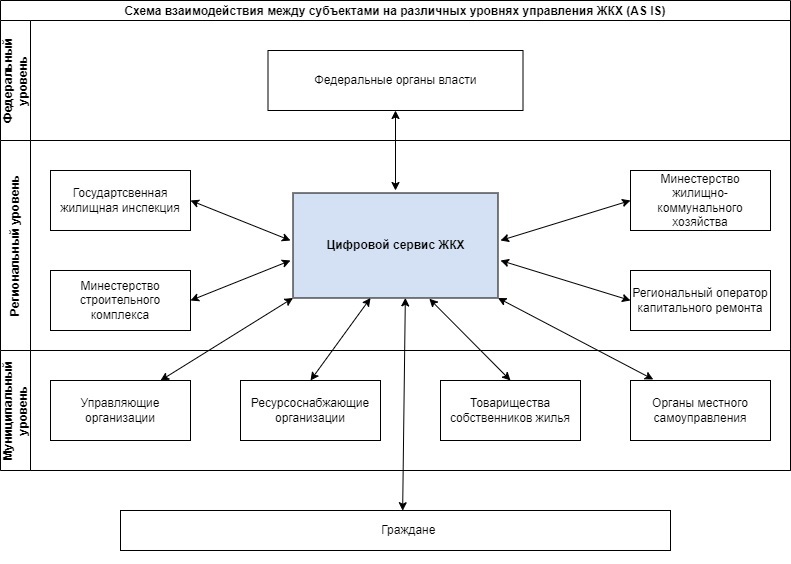 Схема взаимодействия между субъектами на различных уровнях управления ЖКХ (AS IS)
Федеральный
уровень
Федеральные органы власти
Региональный уровень
Государтсвенная
жилищная инспекция
Минестерство
жилищно-
коммунального
хозяйства
Цифровой сервис ЖКХ
Минестерство
строительного
комплекса
Региональный оператор
капитального ремонта
Муниципальный
уровень
Управляющие
организации
Ресурсоснабжающие
организации
Товарищества
собственников жилья
Органы местного
самоуправления
Граждане